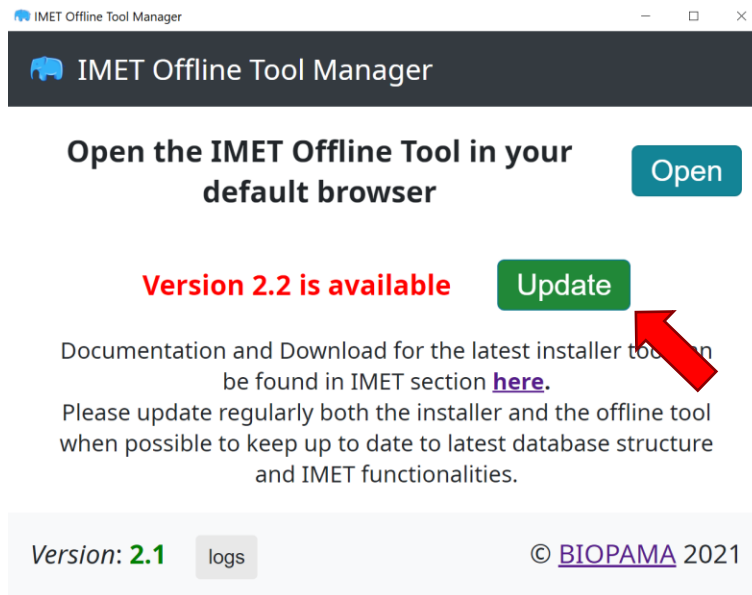 IMET Offline Tool Manager
IMET Offline Tool Manager
Open the IMET Offline Tool in your
default browser
Open
Version 2.2 is available
Update
Documentation and Download for the latest installer
be found in IMET section here.
Please update regularly both the installer and the offline tool
when possible to keep up to date to latest database structure
and IMET functionalities.
Version: 2.1
logs
© BIOPAMA 2021